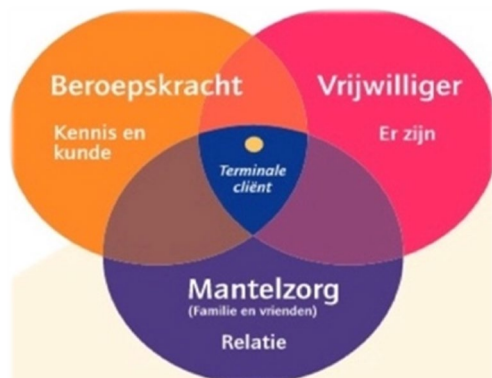 Beroepskracht
Kennis en
kunde
Vrijwilliger
Er zijn
Terminale
cliënt
Mantelzorg
(Familie en vrienden)
Relatie